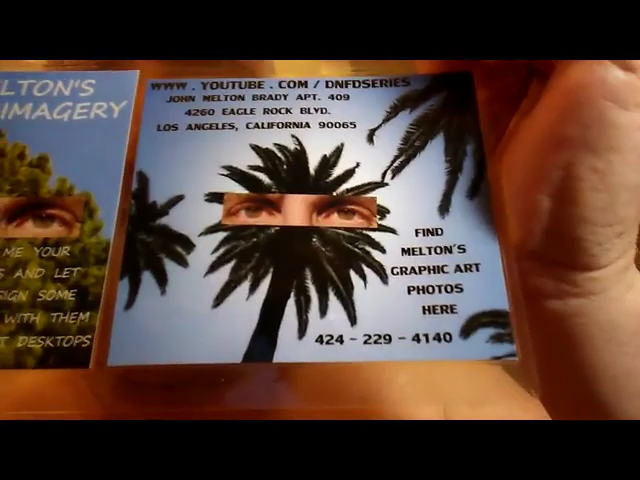 LTON'S
IMAGERY
ME YOUR
S AND LET
SIGN SOME
WITH THEM
T DESKTOPS
WWW . YOUTUBE . COM / DNFDSERIES
JOHN MELTON BRADY APT. 409
4260 EAGLE ROCK BLVD.
LOS ANGELES, CALIFORNIA 90065
FIND
MELTON'S
GRAPHIC ART
PHOTOS
HERE
424 - 229 - 4140